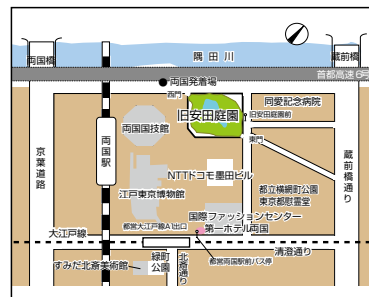 隅田川
両国橋
蔵前橋
首都高速6号
両国発着場
西門
同愛記念病院
旧安田庭園
旧安田庭園前
両国国技館
東門
両国駅
京葉道路
蔵前橋通り
NTTドコモ墨田ビル
江戸東京博物館
都立横網町公園
東京都慰霊堂
国際ファッションセンター
第一ホテル両国
大江戸線
都営大江戸線A1出口
都営両国駅前バス停
清澄通り
すみだ北斎美術館
緑町
公園
北斎通り